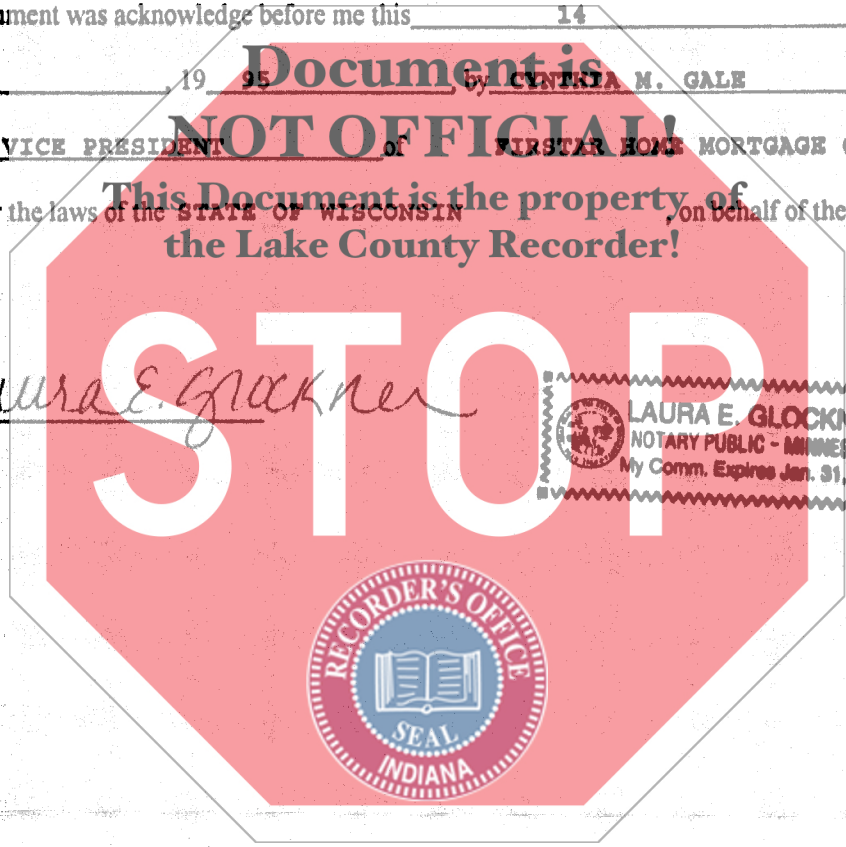 ment was acknowledge before me this 14
, 19 95 by CYNTHIA M. GALE
VICE PRESIDENT of FIRSTAR HOME MORTGAGE
the laws of the STATE OF WISCONSIN , on behalf of the
Document is
NOT OFFICIAL!
This Document is the property of
the Lake County Recorder!
STOP
ura E. Glockner
LAURA E. GLOCKN
NOTARY PUBLIC - MINNES
My Comm. Expires Jan. 31,
RECORDER'S OFFICE
SEAL
INDIANA